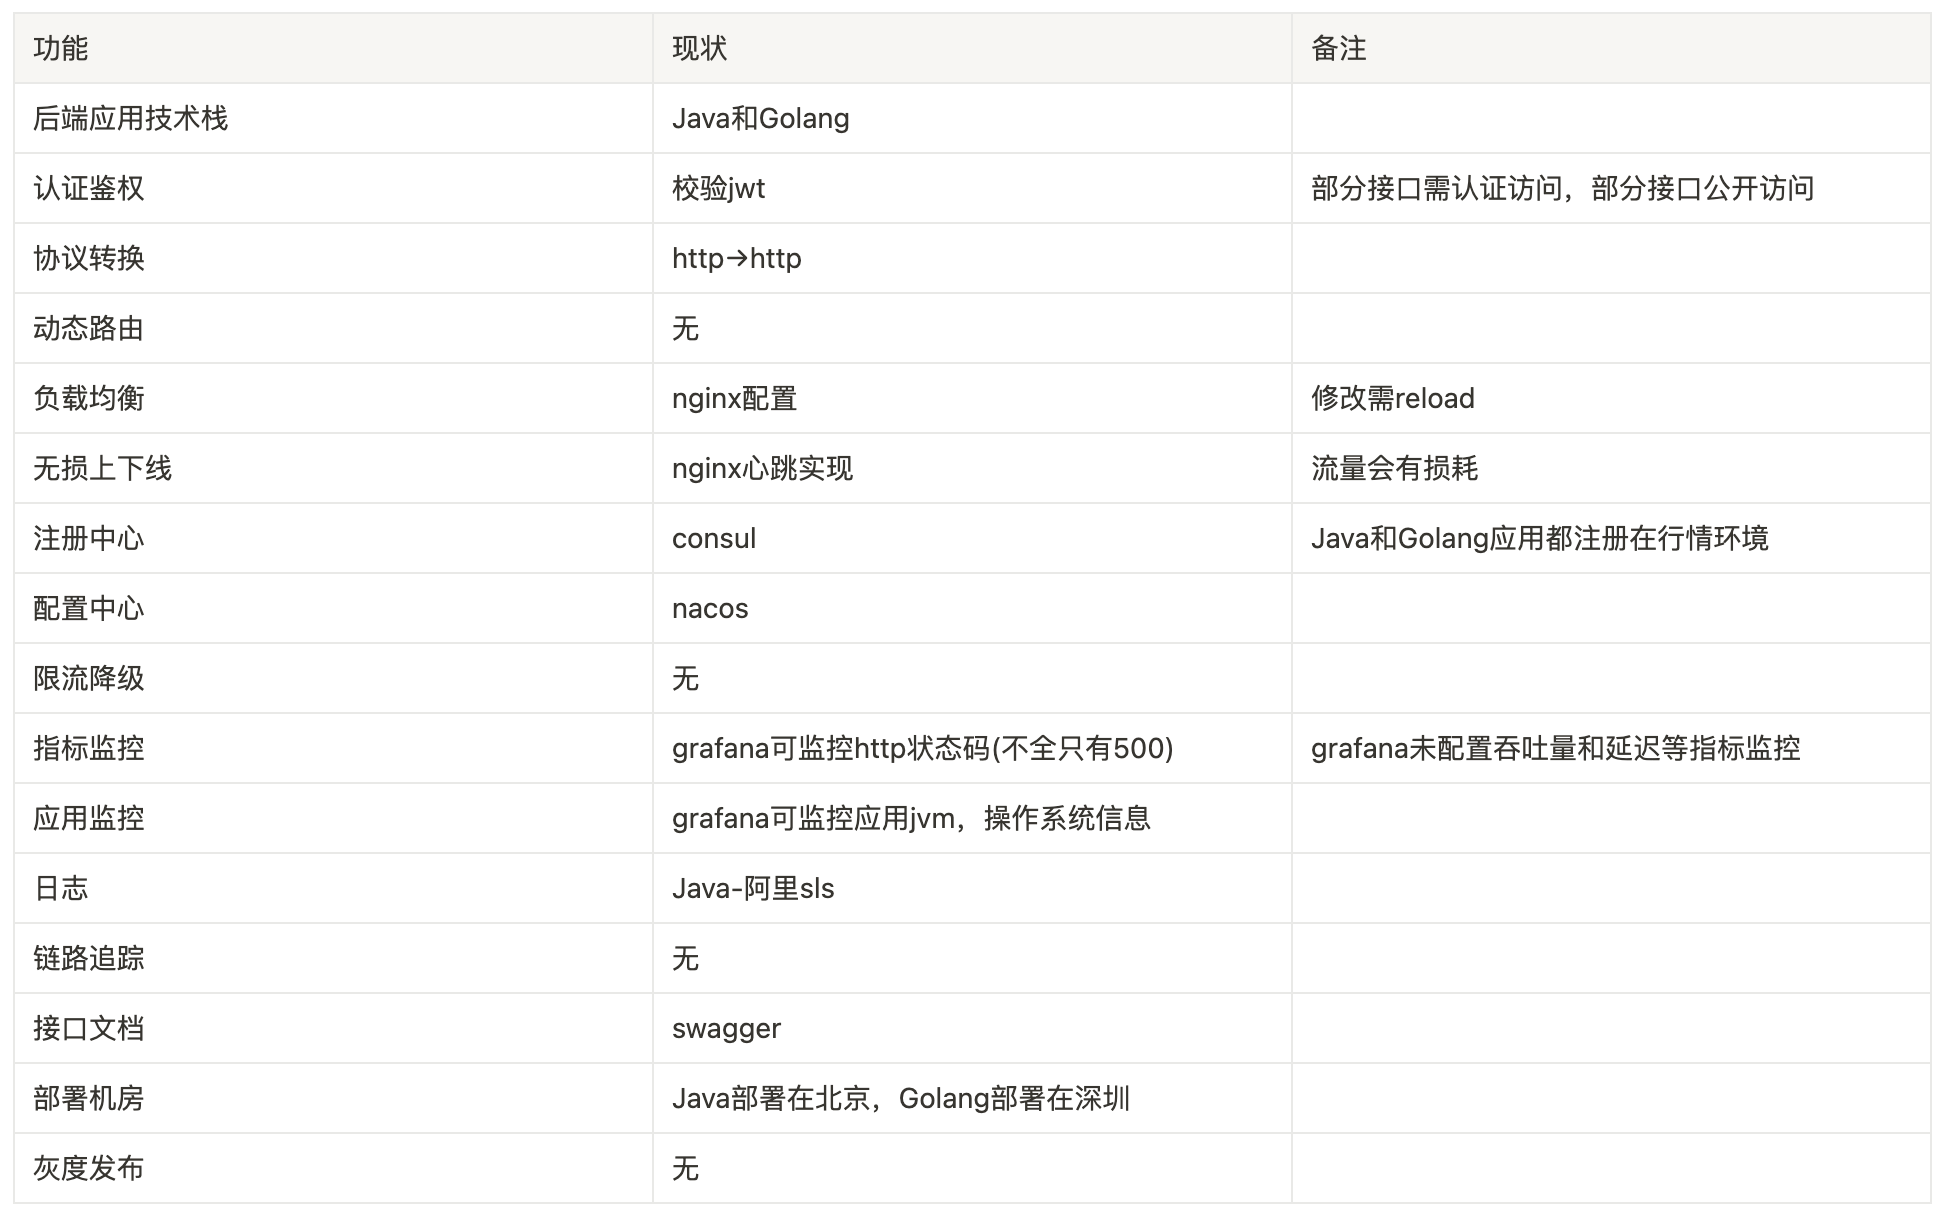 功能 现状 备注
后端应用技术栈 Java和Golang
认证鉴权 校验jwt 部分接口需认证访问，部分接口公开访问
协议转换 http→http
动态路由 无
负载均衡 nginx配置 修改需reload
无损上下线 nginx心跳实现 流量会有损耗
注册中心 consul Java和Golang应用都注册在行情环境
配置中心 nacos
限流降级 无
指标监控 grafana可监控http状态码(不全只有500) grafana未配置吞吐量和延迟等指标监控
应用监控 grafana可监控应用jvm，操作系统信息
日志 Java-阿里sls
链路追踪 无
接口文档 swagger
部署机房 Java部署在北京，Golang部署在深圳
灰度发布 无